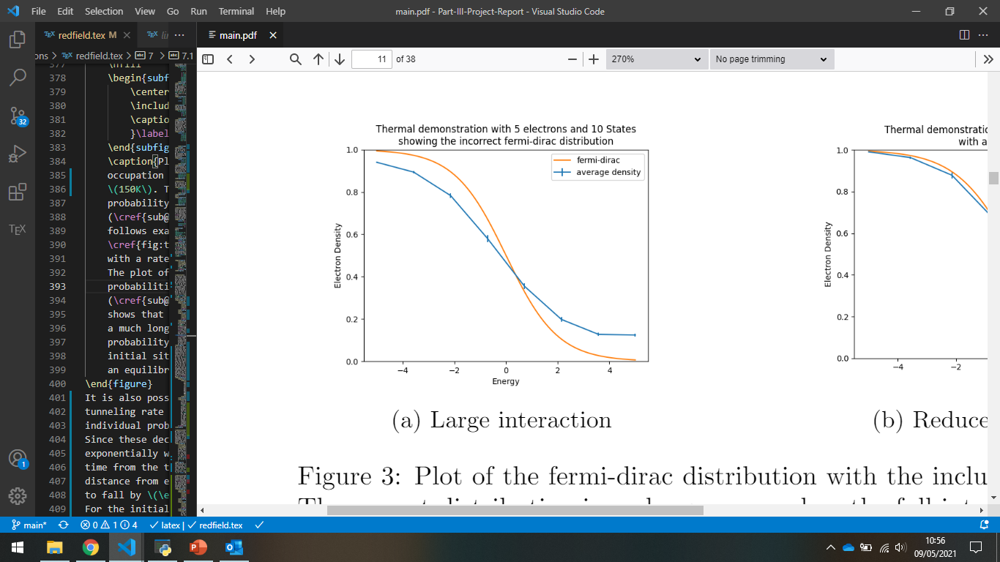 File Edit Selection View Go Run Terminal Help
main.pdf - Part-III-Project-Report - Visual Studio Code
redfield.tex M
main.pdf
ons > redfield.tex > 7 > 7.1
11 of 38
270%
No page trimming
378 \begin{subf
379 \center
380 \includ
381 \captio
382 }\label
383 \end{subfig
384 \caption{Pl
385 occupation
386 \(150K\). T
387 probability
388 (\cref{sub@
389 follows exa
390 \cref{fig:t
391 with a rate
392 The plot of
393 probabiliti
394 (\cref{sub@
395 shows that
396 a much long
397 probability
398 initial sit
399 an equilibr
400 \end{figure}
401 It is also poss
402 tunneling rate
403 individual prob
404 Since these dec
405 exponentially w
406 time from the t
407 distance from e
408 to fall by \(\e
409 For the initial
Thermal demonstration with 5 electrons and 10 States
showing the incorrect fermi-dirac distribution
fermi-dirac
average density
1.0
0.8
0.6
0.4
0.2
0.0
Electron Density
−4 −2 0 2 4
Energy
(a) Large interaction
Thermal demonstratic
with a
1.0
0.8
0.6
0.4
0.2
0.0
Electron Density
−4 −2
(b) Reduce
Figure 3: Plot of the fermi-dirac distribution with the inclu
32
1
main* 0 1 4 latex | redfield.tex
10:56
09/05/2021